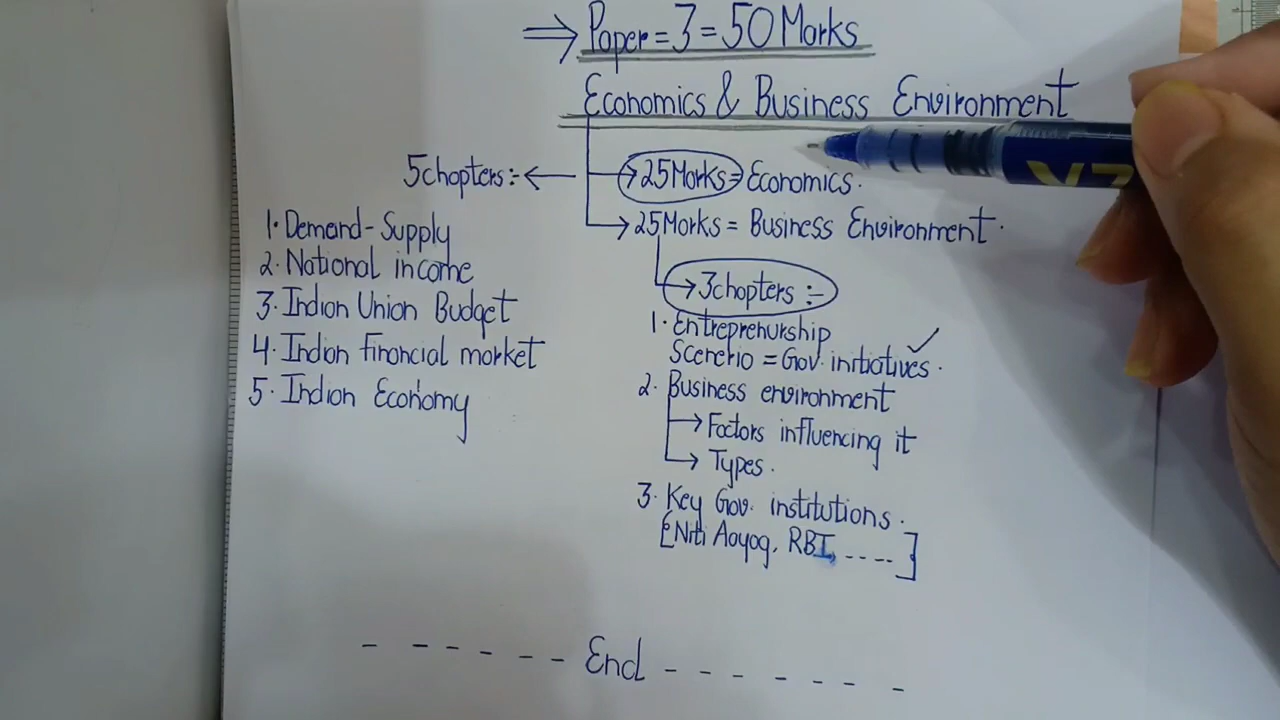 ⇒ Paper = 3 = 50 Marks
Economics & Business Environment
5 chapters :- ← → 25 Marks = Economics.
→ 25 Marks = Business Environment.
1. Demand - Supply
2. National income
3. Indian Union Budget
4. Indian financial market
5. Indian Economy
→ 3 chapters :-
1. Entreprenurship
Scenerio = Gov. initiatives. ✓
2. Business environment
→ Factors influencing it
→ Types.
3. Key Gov. institutions.
[Niti Aayog, RBI, -----]
- - - - - - End - - - - - - -
V7